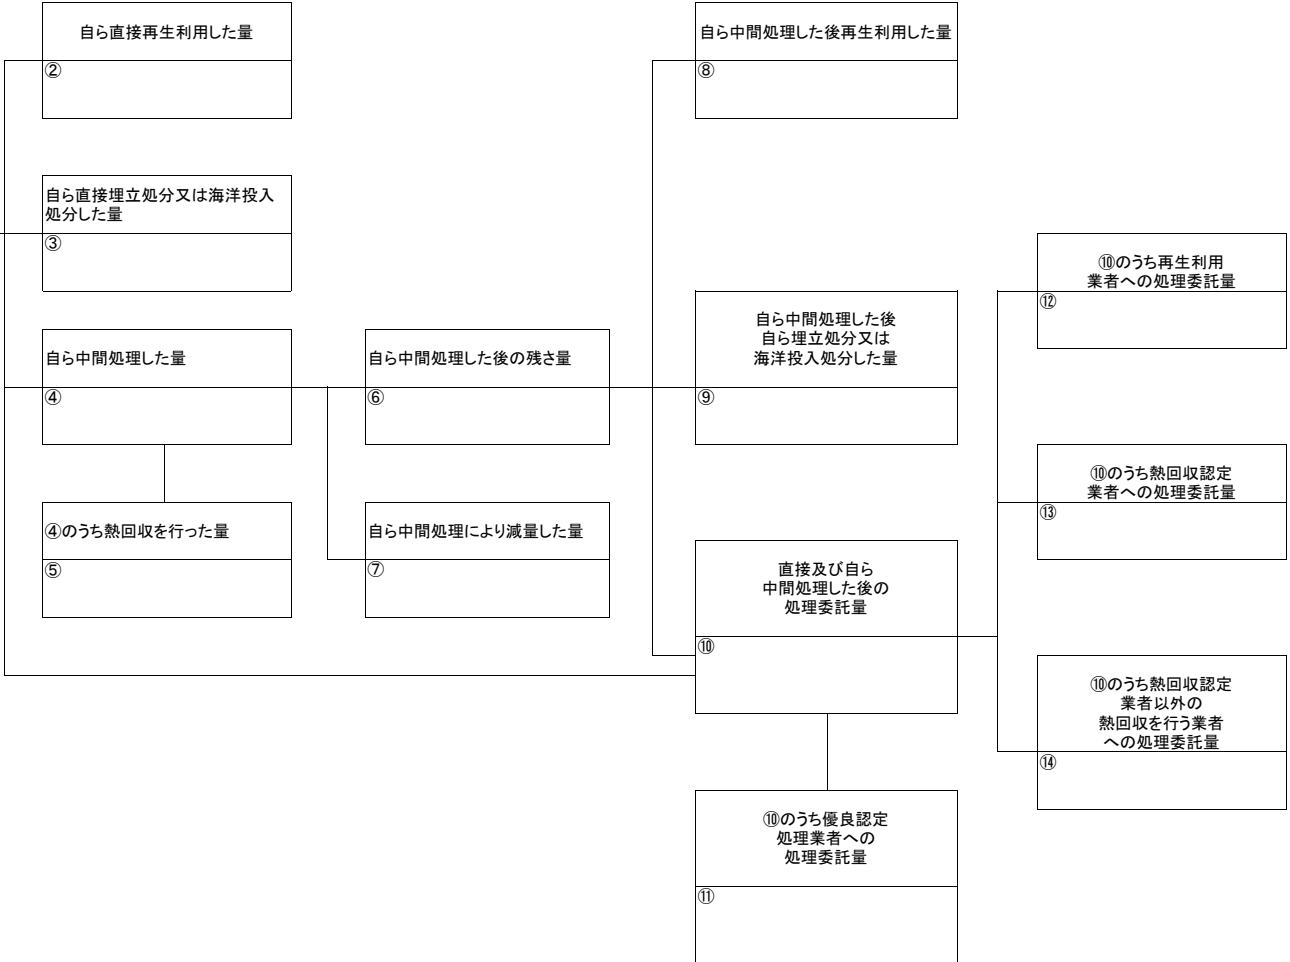 自ら直接再生利用した量
②
自ら直接埋立処分又は海洋投入
処分した量
③
自ら中間処理した量
④
④のうち熱回収を行った量
⑤
自ら中間処理した後の残さ量
⑥
自ら中間処理により減量した量
⑦
自ら中間処理した後再生利用した量
⑧
自ら中間処理した後
自ら埋立処分又は
海洋投入処分した量
⑨
直接及び自ら
中間処理した後の
処理委託量
⑩
⑩のうち優良認定
処理業者への
処理委託量
⑪
⑩のうち再生利用
業者への処理委託量
⑫
⑩のうち熱回収認定
業者への処理委託量
⑬
⑩のうち熱回収認定
業者以外の
熱回収を行う業者
への処理委託量
⑭